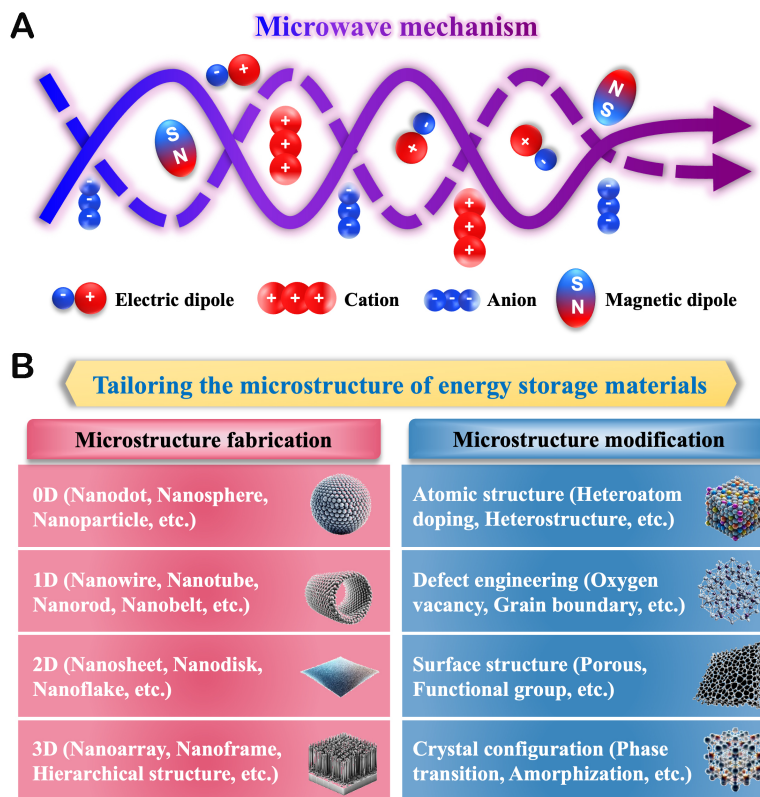 A
Microwave mechanism
- +
S
N
+
+
+
- +
+ -
N
S
-
-
-
-
-
-
+
+
+
-
-
-
- + Electric dipole
+ + + Cation
- - - Anion
S
N Magnetic dipole
B
Tailoring the microstructure of energy storage materials
Microstructure fabrication
0D (Nanodot, Nanosphere,
Nanoparticle, etc.)
1D (Nanowire, Nanotube,
Nanorod, Nanobelt, etc.)
2D (Nanosheet, Nanodisk,
Nanoflake, etc.)
3D (Nanoarray, Nanoframe,
Hierarchical structure, etc.)
Microstructure modification
Atomic structure (Heteroatom
doping, Heterostructure, etc.)
Defect engineering (Oxygen
vacancy, Grain boundary, etc.)
Surface structure (Porous,
Functional group, etc.)
Crystal configuration (Phase
transition, Amorphization, etc.)